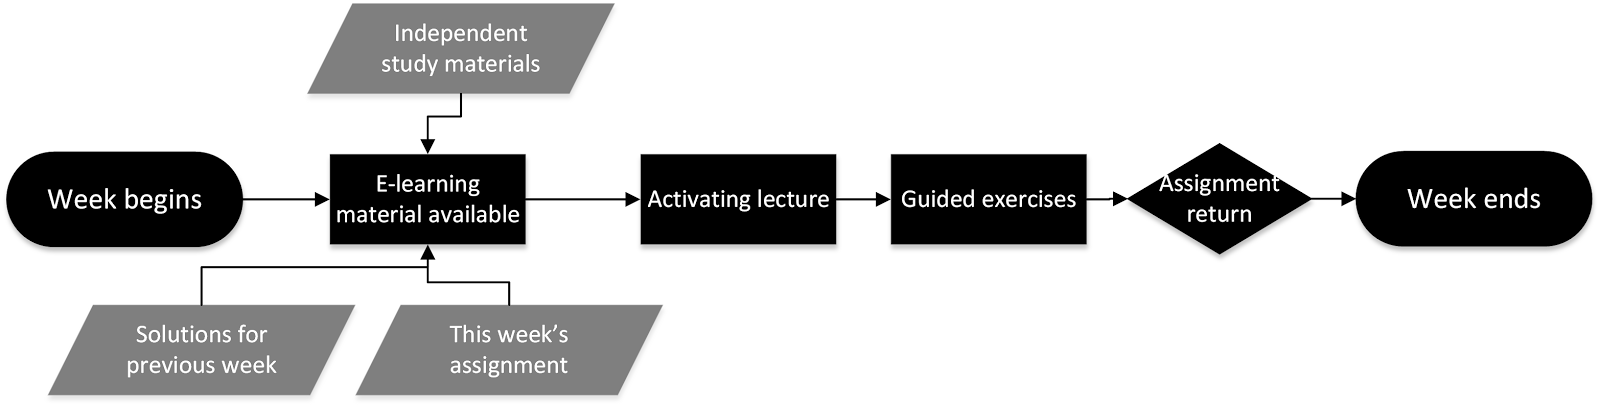 Independent
study materials
Week begins
E-learning
material available
Activating lecture
Guided exercises
Assignment
return
Week ends
Solutions for
previous week
This week’s
assignment